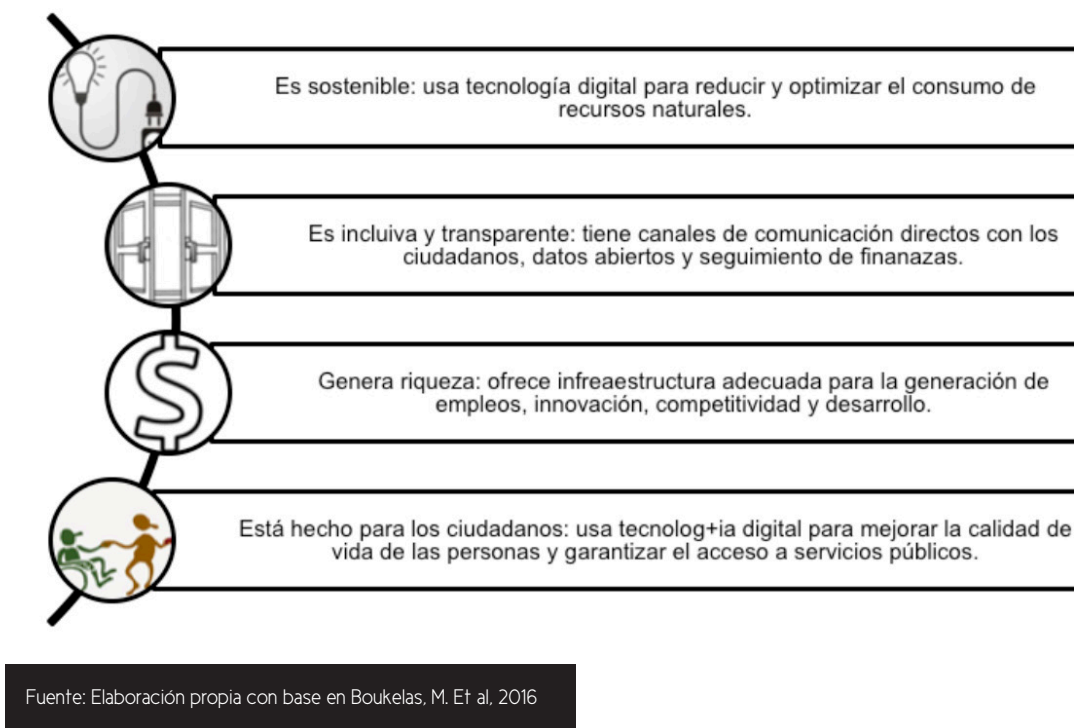 Es sostenible: usa tecnología digital para reducir y optimizar el consumo de
recursos naturales.
Es incluiva y transparente: tiene canales de comunicación directos con los
ciudadanos, datos abiertos y seguimiento de finanazas.
Genera riqueza: ofrece infreaestructura adecuada para la generación de
empleos, innovación, competitividad y desarrollo.
Está hecho para los ciudadanos: usa tecnolog+ia digital para mejorar la calidad de
vida de las personas y garantizar el acceso a servicios públicos.
Fuente: Elaboración propia con base en Boukelas, M. Et al, 2016